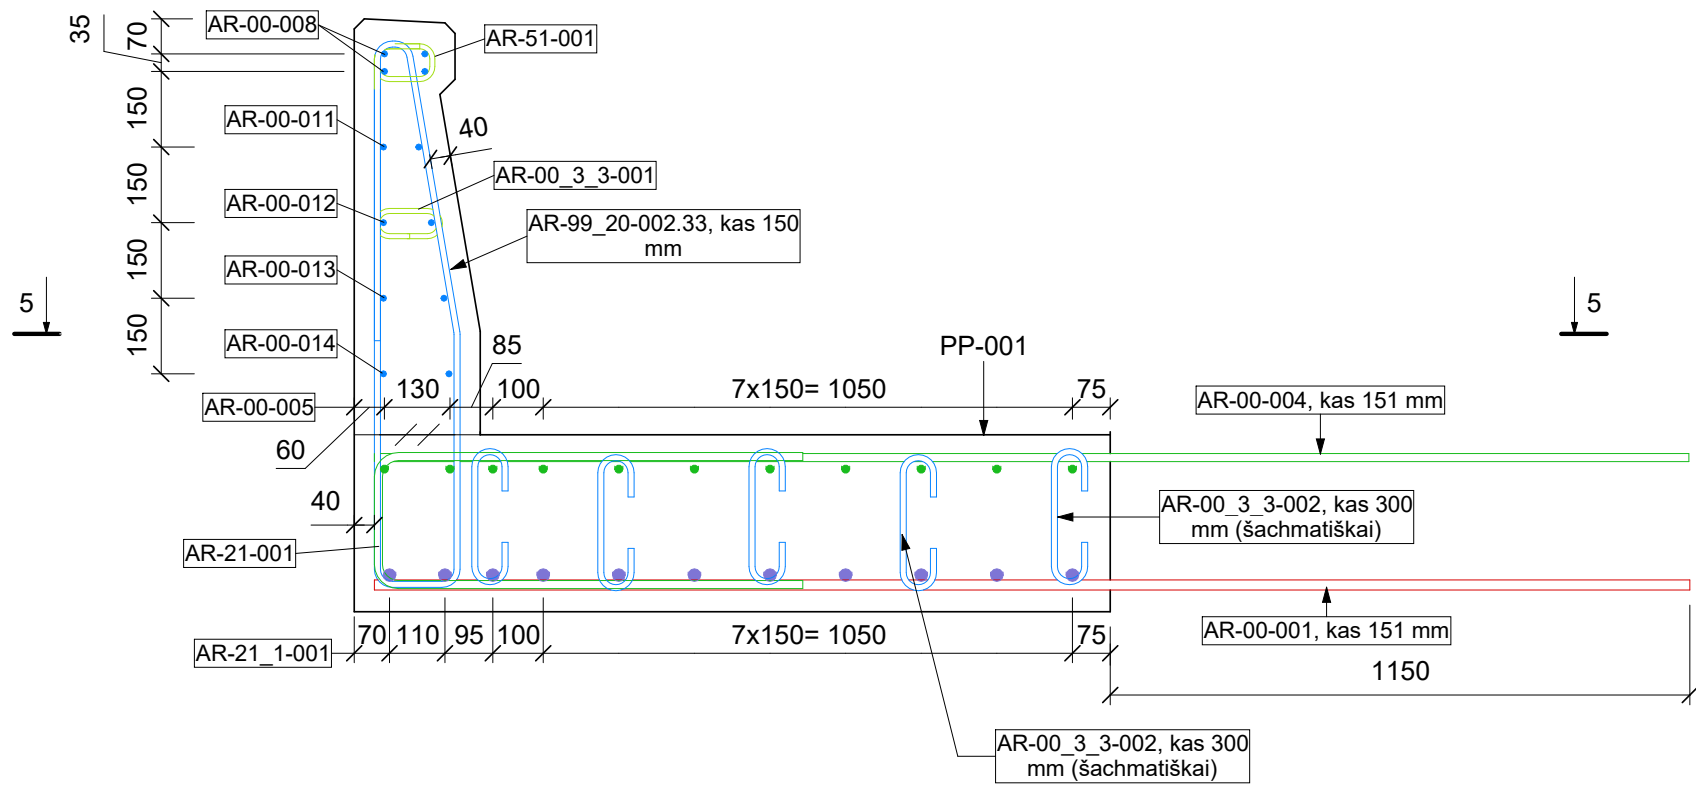 35
70
AR-00-008
AR-51-001
150
AR-00-011
40
150
AR-00_3_3-001
AR-00-012
AR-99_20-002.33, kas 150
mm
150
AR-00-013
5
5
150
AR-00-014
85
PP-001
130
100
7x150= 1050
75
AR-00-005
AR-00-004, kas 151 mm
60
40
AR-00_3_3-002, kas 300
mm (šachmatiškai)
AR-21-001
70
110
95
100
7x150= 1050
75
AR-00-001, kas 151 mm
AR-21_1-001
1150
AR-00_3_3-002, kas 300
mm (šachmatiškai)